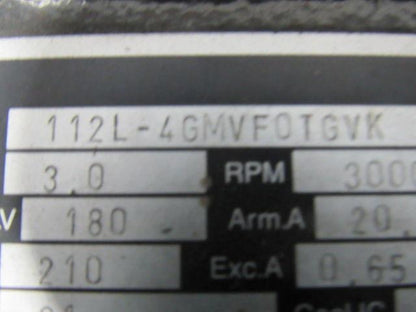 112L-4GMVFOTGVK
3.0 RPM 3000
V 180 Arm.A 20.
210 Exc.A 0.65